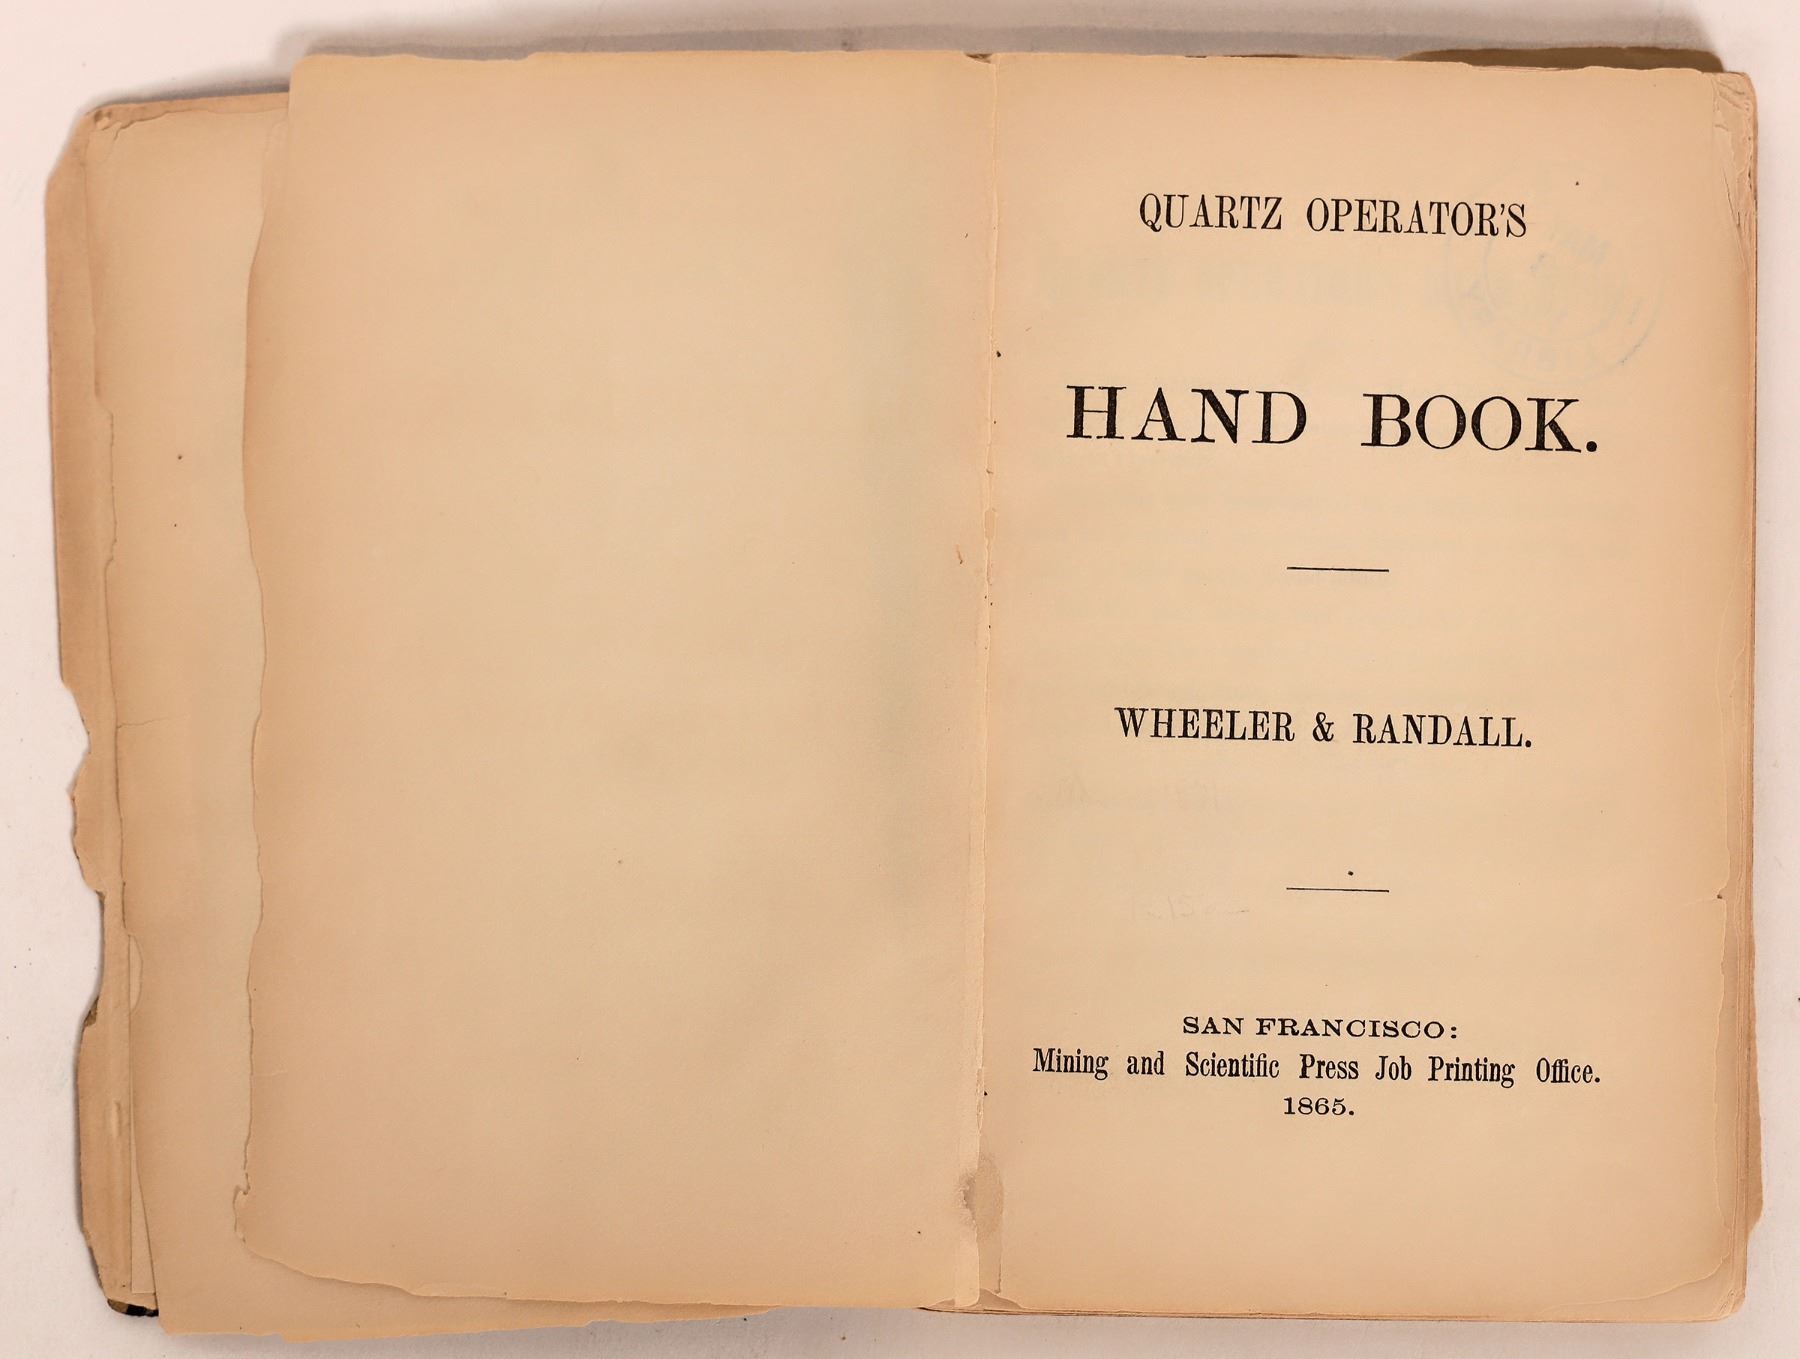 QUARTZ OPERATOR'S
HAND BOOK.
WHEELER & RANDALL.
SAN FRANCISCO:
Mining and Scientific Press Job Printing Office.
1865.